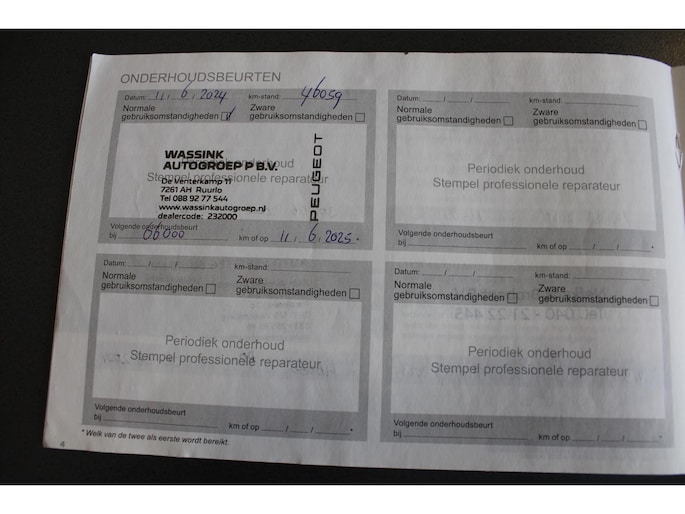 ONDERHOUDSBEURTEN
Datum: 11 / 6 / 2024 km-stand: 46059
Normale gebruiksomstandigheden Zware gebruiksomstandigheden
Periodiek onderhoud
Stempel professionele reparateur
WASSINK
AUTOGROEP P B.V.
De Venterkamp 11
7261 AH Ruurlo
Tel 088 92 77 544
www.wassinkautogroep.nl
dealercode: 232000
PEUGEOT
Volgende onderhoudsbeurt
bij 66000 km of op 11 / 6 / 2025 *
Datum: / / km-stand:
Normale gebruiksomstandigheden Zware gebruiksomstandigheden
Periodiek onderhoud
Stempel professionele reparateur
Volgende onderhoudsbeurt
bij km of op / / *
Datum: / / km-stand:
Normale gebruiksomstandigheden Zware gebruiksomstandigheden
Periodiek onderhoud
Stempel professionele reparateur
Volgende onderhoudsbeurt
bij km of op / / *
Datum: / / km-stand:
Normale gebruiksomstandigheden Zware gebruiksomstandigheden
Periodiek onderhoud
Stempel professionele reparateur
Volgende onderhoudsbeurt
bij km of op / / *
* Welk van de twee als eerste wordt bereikt.
4